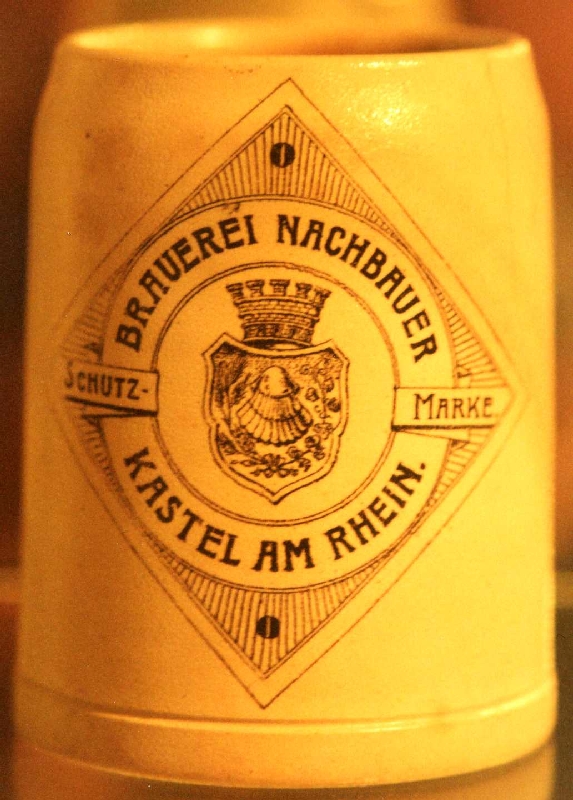 BRAUEREI NACHBAUER
SCHUTZ-
MARKE
KASTEL AM RHEIN.